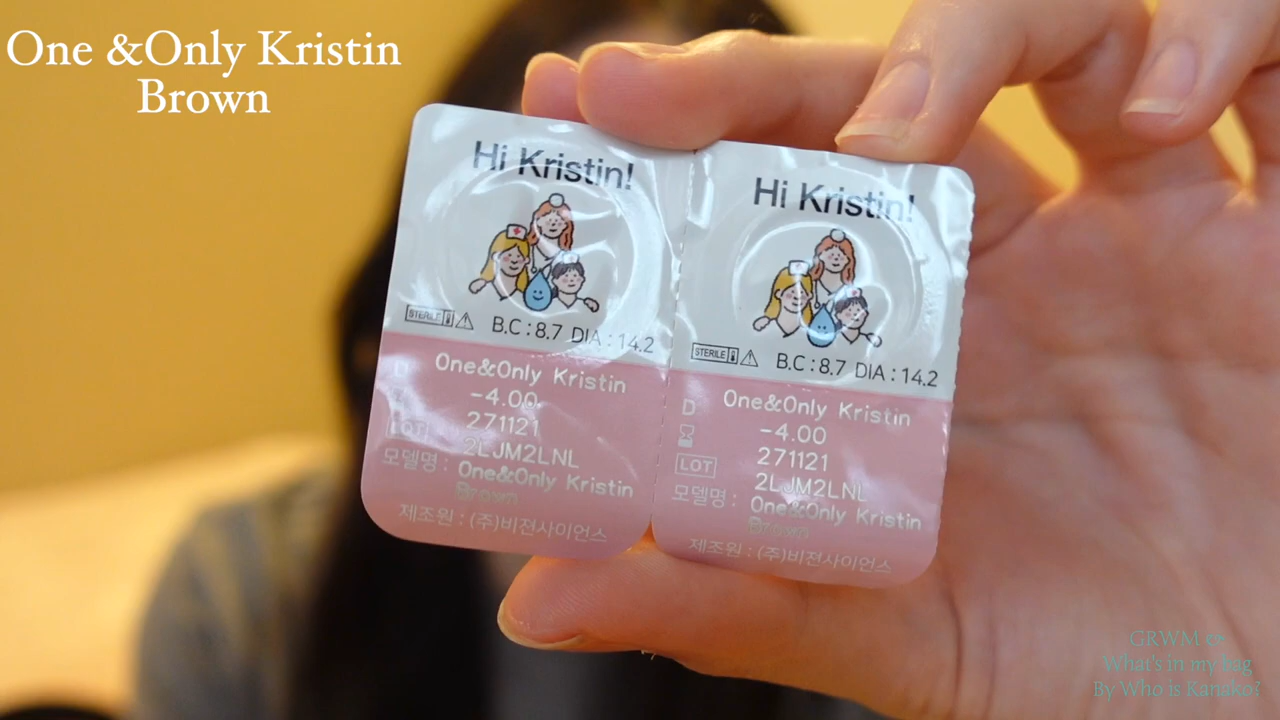 One &Only Kristin
Brown
Hi Kristin!
STERILE
B.C : 8.7 DIA : 14.2
One&Only Kristin
-4.00
271121
LOT
2LJM2LNL
모델명 : One&Only Kristin
Brown
제조원 : (주)비젼사이언스
Hi Kristin!
STERILE
B.C : 8.7 DIA : 14.2
One&Only Kristin
D
-4.00
271121
LOT
2LJM2LNL
모델명 : One&Only Kristin
Brown
제조원 : (주)비젼사이언스
GRWM &
What's in my bag
By Who is Kanako?